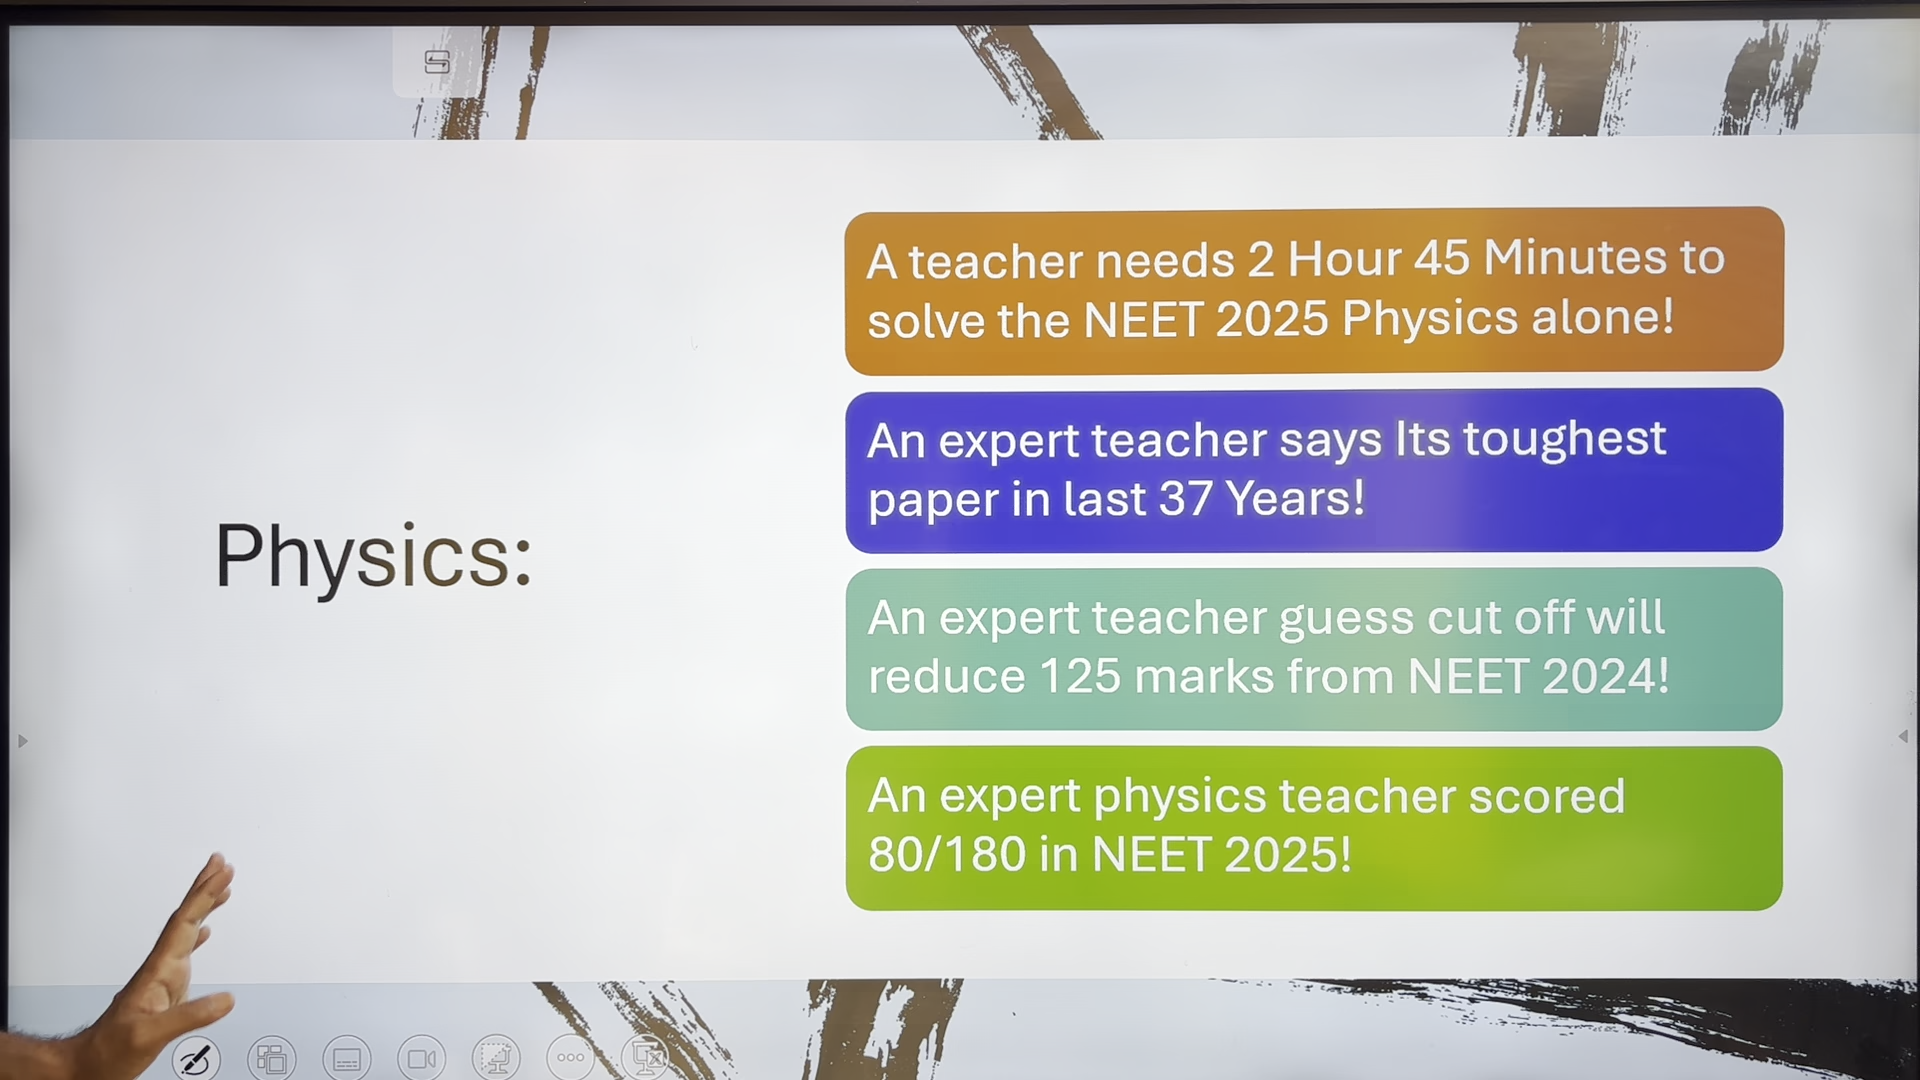 Physics:
A teacher needs 2 Hour 45 Minutes to
solve the NEET 2025 Physics alone!
An expert teacher says Its toughest
paper in last 37 Years!
An expert teacher guess cut off will
reduce 125 marks from NEET 2024!
An expert physics teacher scored
80/180 in NEET 2025!